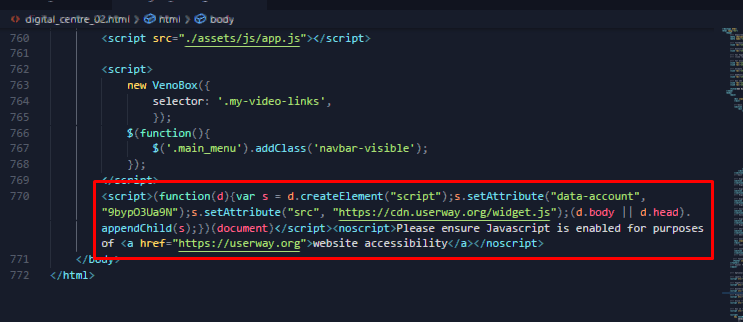 digital_centre_02.html > html > body
760 <script src="./assets/js/app.js"></script>
761
762 <script>
763 new VenoBox({
764 selector: '.my-video-links',
765 });
766 $(function(){
767 $('.main_menu').addClass('navbar-visible');
768 });
769 </script>
770 <script>(function(d){var s = d.createElement("script");s.setAttribute("data-account",
"9bypO3Ua9N");s.setAttribute("src", "https://cdn.userway.org/widget.js");(d.body || d.head).
appendChild(s);})(document)</script><noscript>Please ensure Javascript is enabled for purposes
of <a href="https://userway.org">website accessibility</a></noscript>
771 </body>
772 </html>